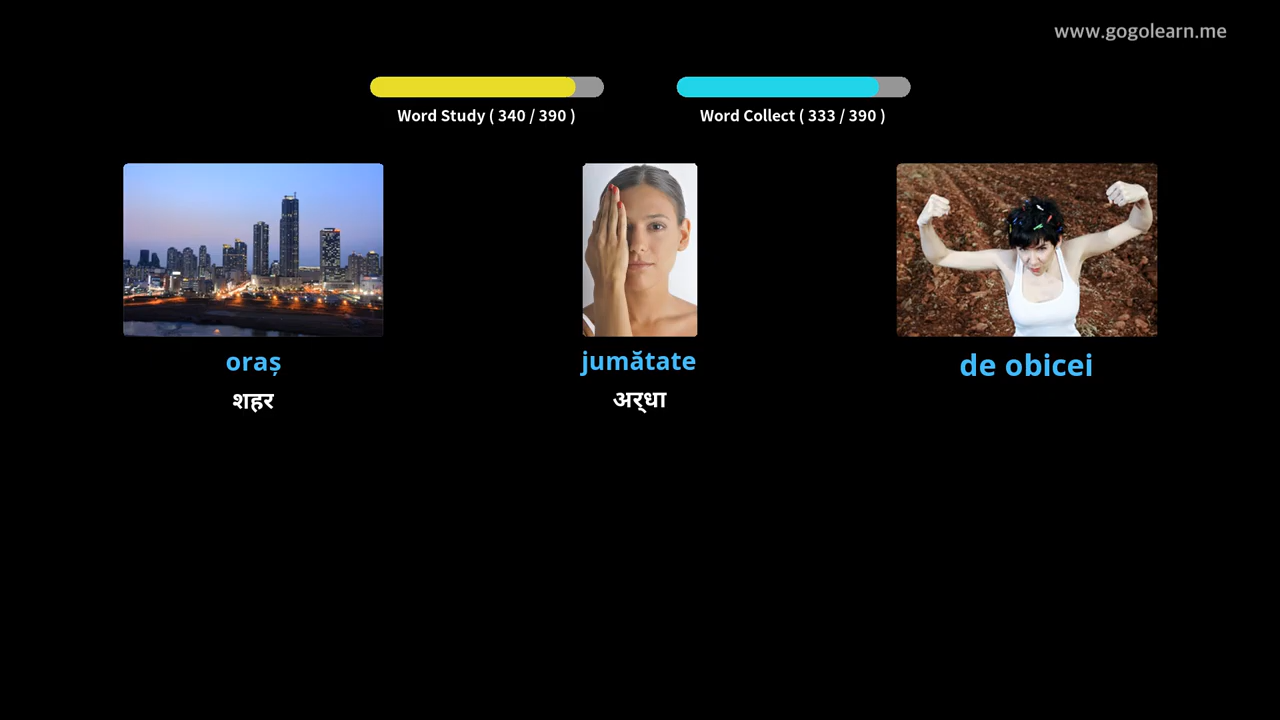 www.gogolearn.me
Word Study ( 340 / 390 )
Word Collect ( 333 / 390 )
oraș
शहर
jumătate
अर्‍धा
de obicei